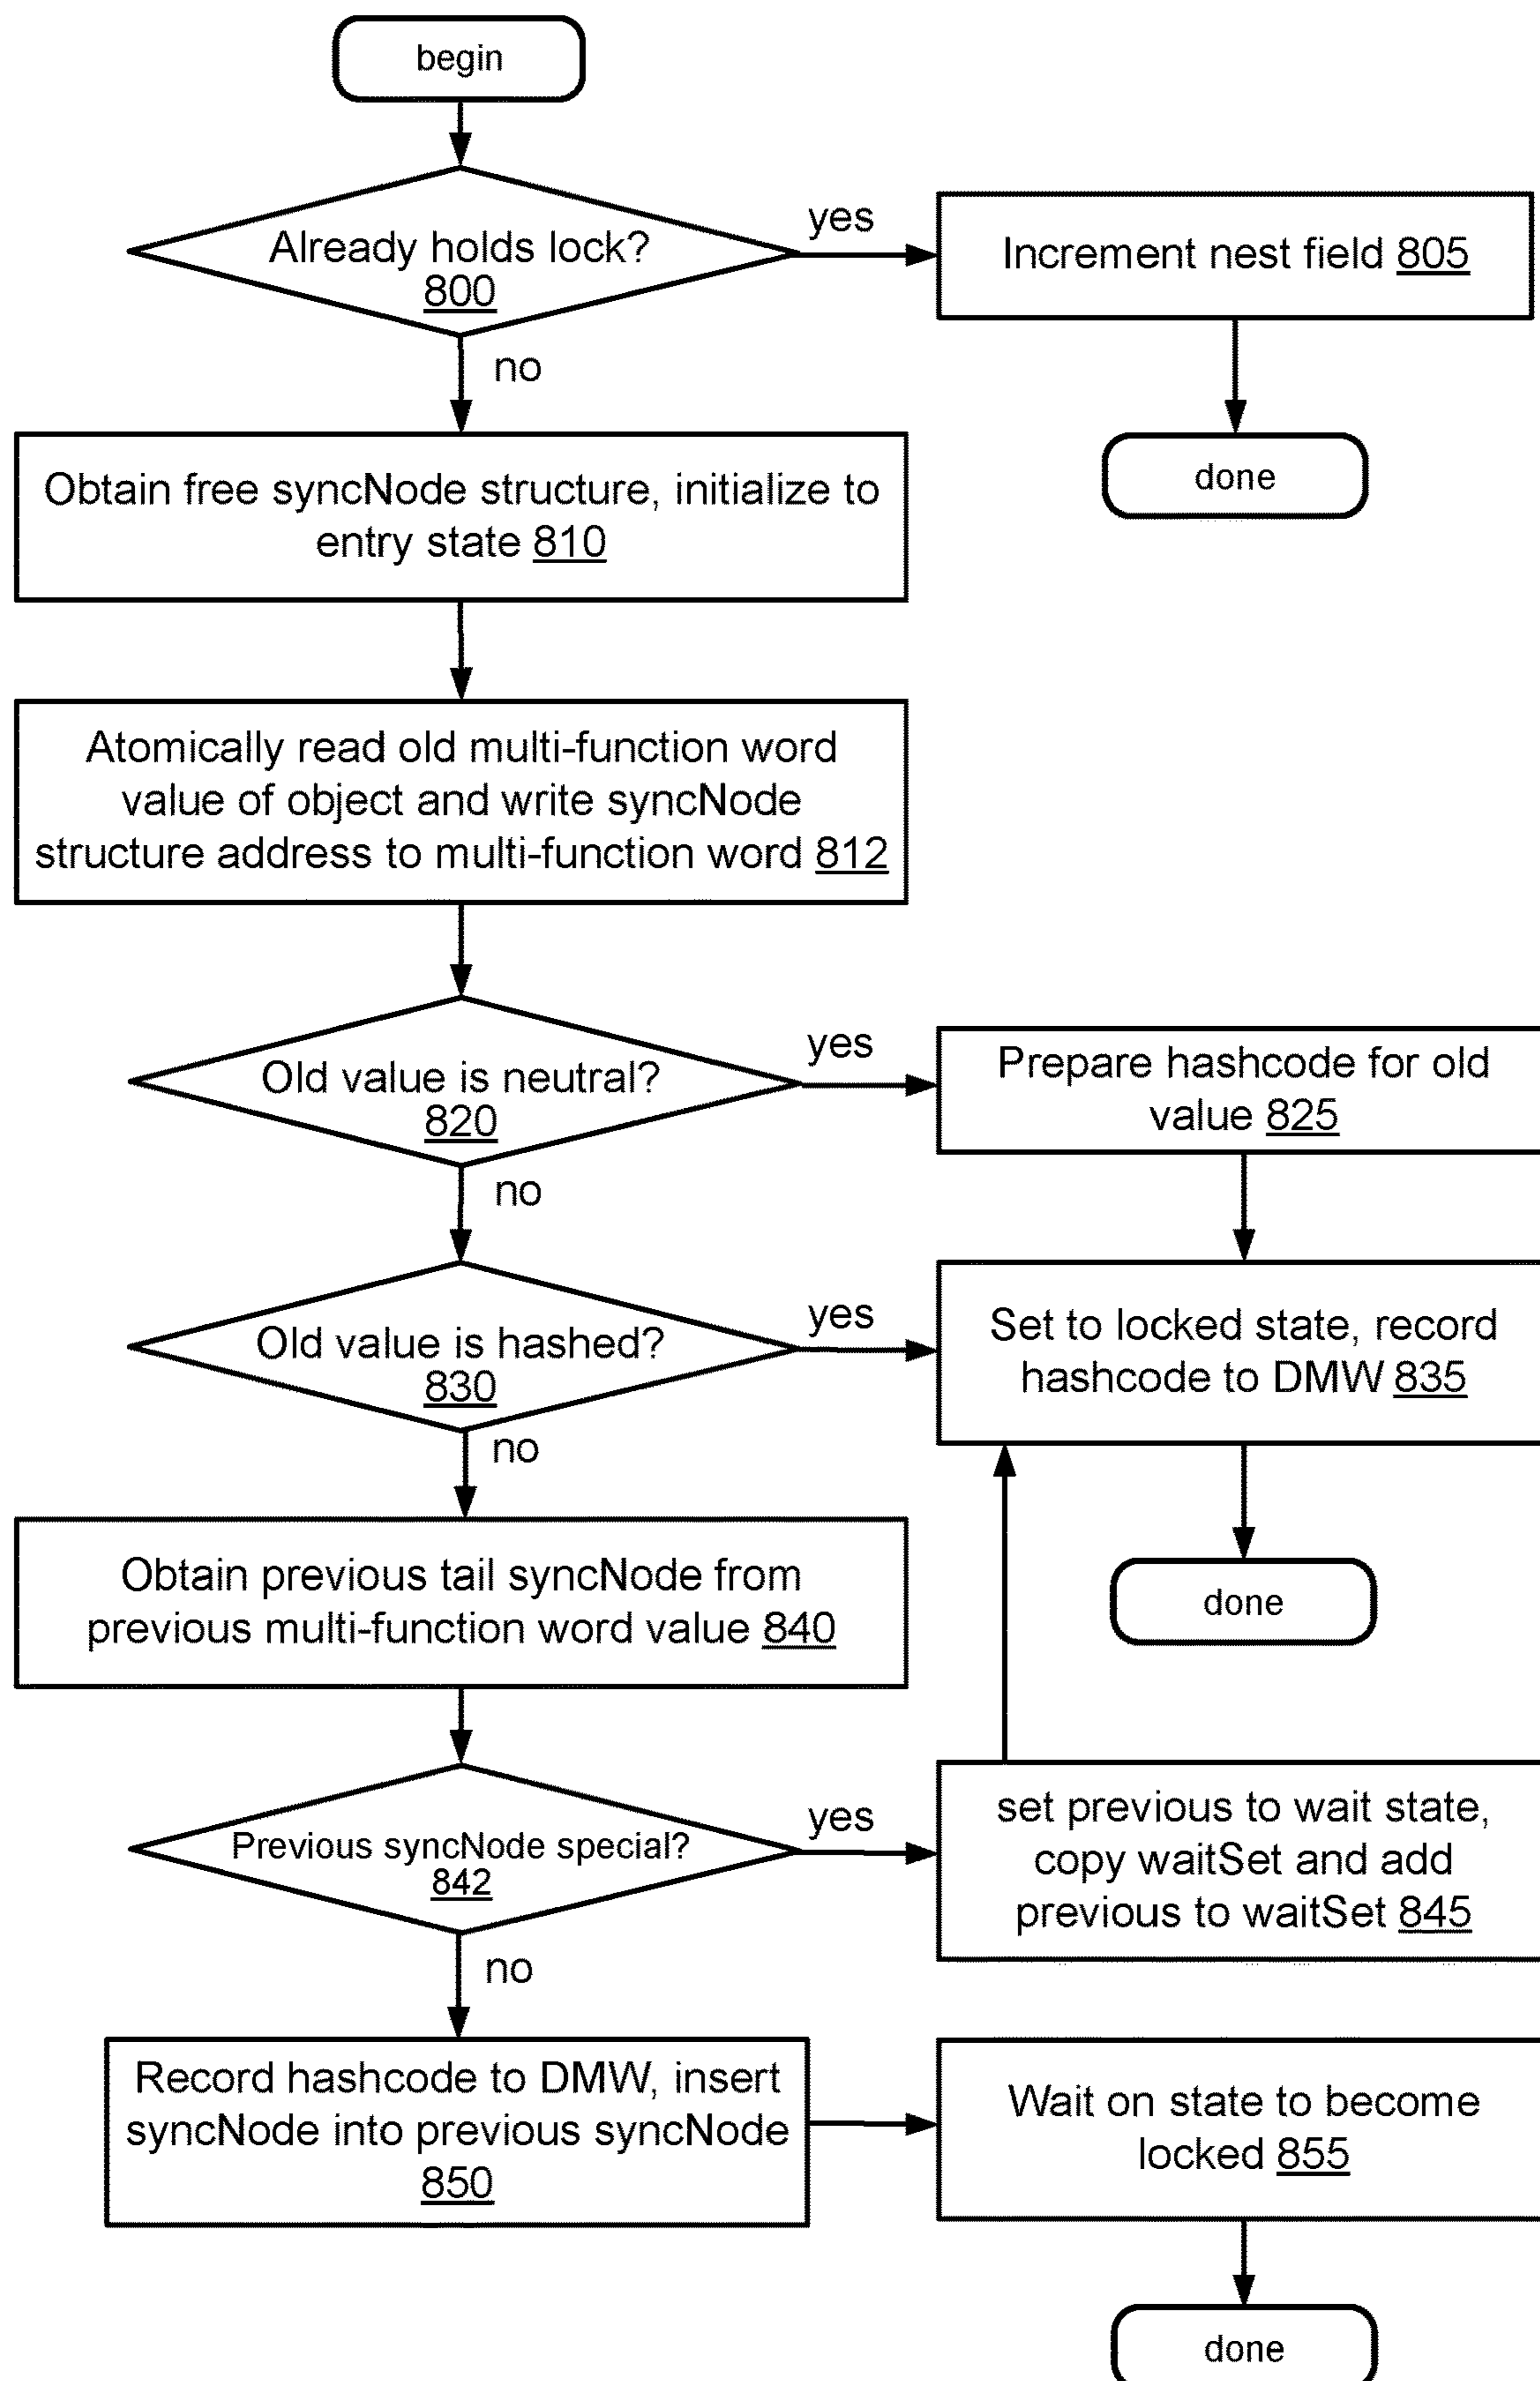 begin
Already holds lock?
800
yes
Increment nest field 805
no
done
Obtain free syncNode structure, initialize to
entry state 810
Atomically read old multi-function word
value of object and write syncNode
structure address to multi-function word 812
Old value is neutral?
820
yes
Prepare hashcode for old
value 825
no
Old value is hashed?
830
yes
Set to locked state, record
hashcode to DMW 835
no
done
Obtain previous tail syncNode from
previous multi-function word value 840
Previous syncNode special?
842
yes
set previous to wait state,
copy waitSet and add
previous to waitSet 845
no
Record hashcode to DMW, insert
syncNode into previous syncNode
850
Wait on state to become
locked 855
done